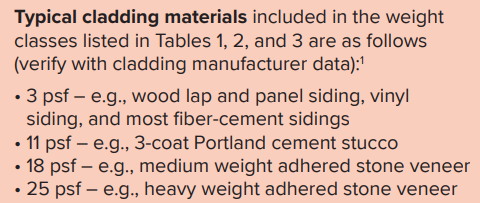 Typical cladding materials included in the weight
classes listed in Tables 1, 2, and 3 are as follows
(verify with cladding manufacturer data):¹
• 3 psf – e.g., wood lap and panel siding, vinyl
siding, and most fiber-cement sidings
• 11 psf – e.g., 3-coat Portland cement stucco
• 18 psf – e.g., medium weight adhered stone veneer
• 25 psf – e.g., heavy weight adhered stone veneer